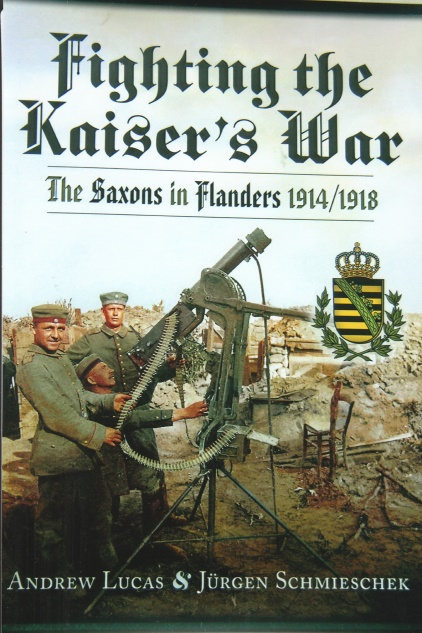 Fighting the
Kaiser's War
The Saxons in Flanders 1914/1918
ANDREW LUCAS & JÜRGEN SCHMIESCHEK